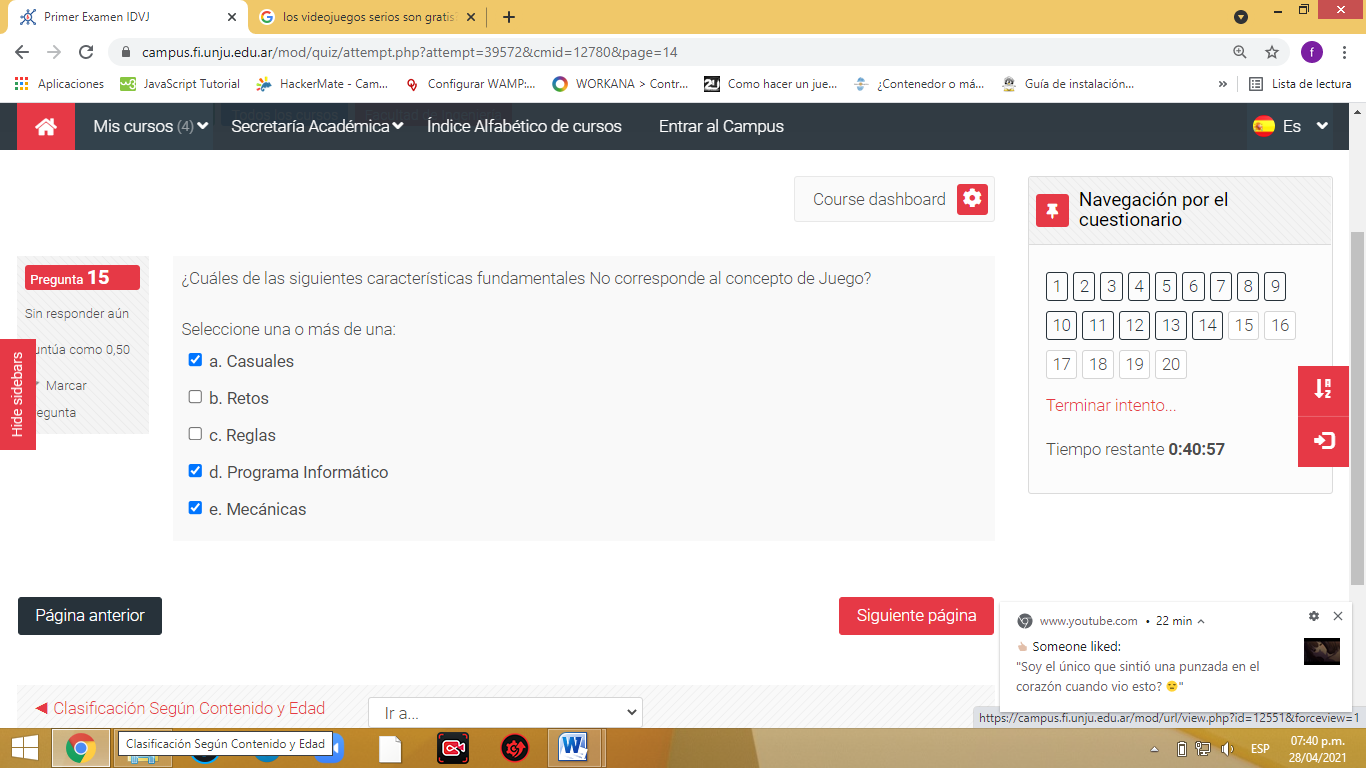 Primer Examen IDVJ
los videojuegos serios son gratis?
campus.fi.unju.edu.ar/mod/quiz/attempt.php?attempt=39572&cmid=12780&page=14
f
Aplicaciones
JavaScript Tutorial
HackerMate - Cam...
Configurar WAMP:...
WORKANA > Contr...
Como hacer un jue...
¿Contenedor o má...
Guía de instalación...
»
Lista de lectura
Mis cursos (4)
Secretaría Académica
Índice Alfabético de cursos
Entrar al Campus
Es
Course dashboard
Navegación por el
cuestionario
Pregunta 15
Sin responder aún
untúa como 0,50
Marcar
egunta
Hide sidebars
¿Cuáles de las siguientes características fundamentales No corresponde al concepto de Juego?
Seleccione una o más de una:
a. Casuales
b. Retos
c. Reglas
d. Programa Informático
e. Mecánicas
1 2 3 4 5 6 7 8 9
10 11 12 13 14 15 16
17 18 19 20
Terminar intento...
Tiempo restante 0:40:57
Página anterior
Siguiente página
www.youtube.com • 22 min
Someone liked:
"Soy el único que sintió una punzada en el
corazón cuando vio esto? 😔"
◄ Clasificación Según Contenido y Edad
Ir a...
https://campus.fi.unju.edu.ar/mod/url/view.php?id=12551&forceview=1
Clasificación Según Contenido y Edad
ESP
07:40 p.m.
28/04/2021